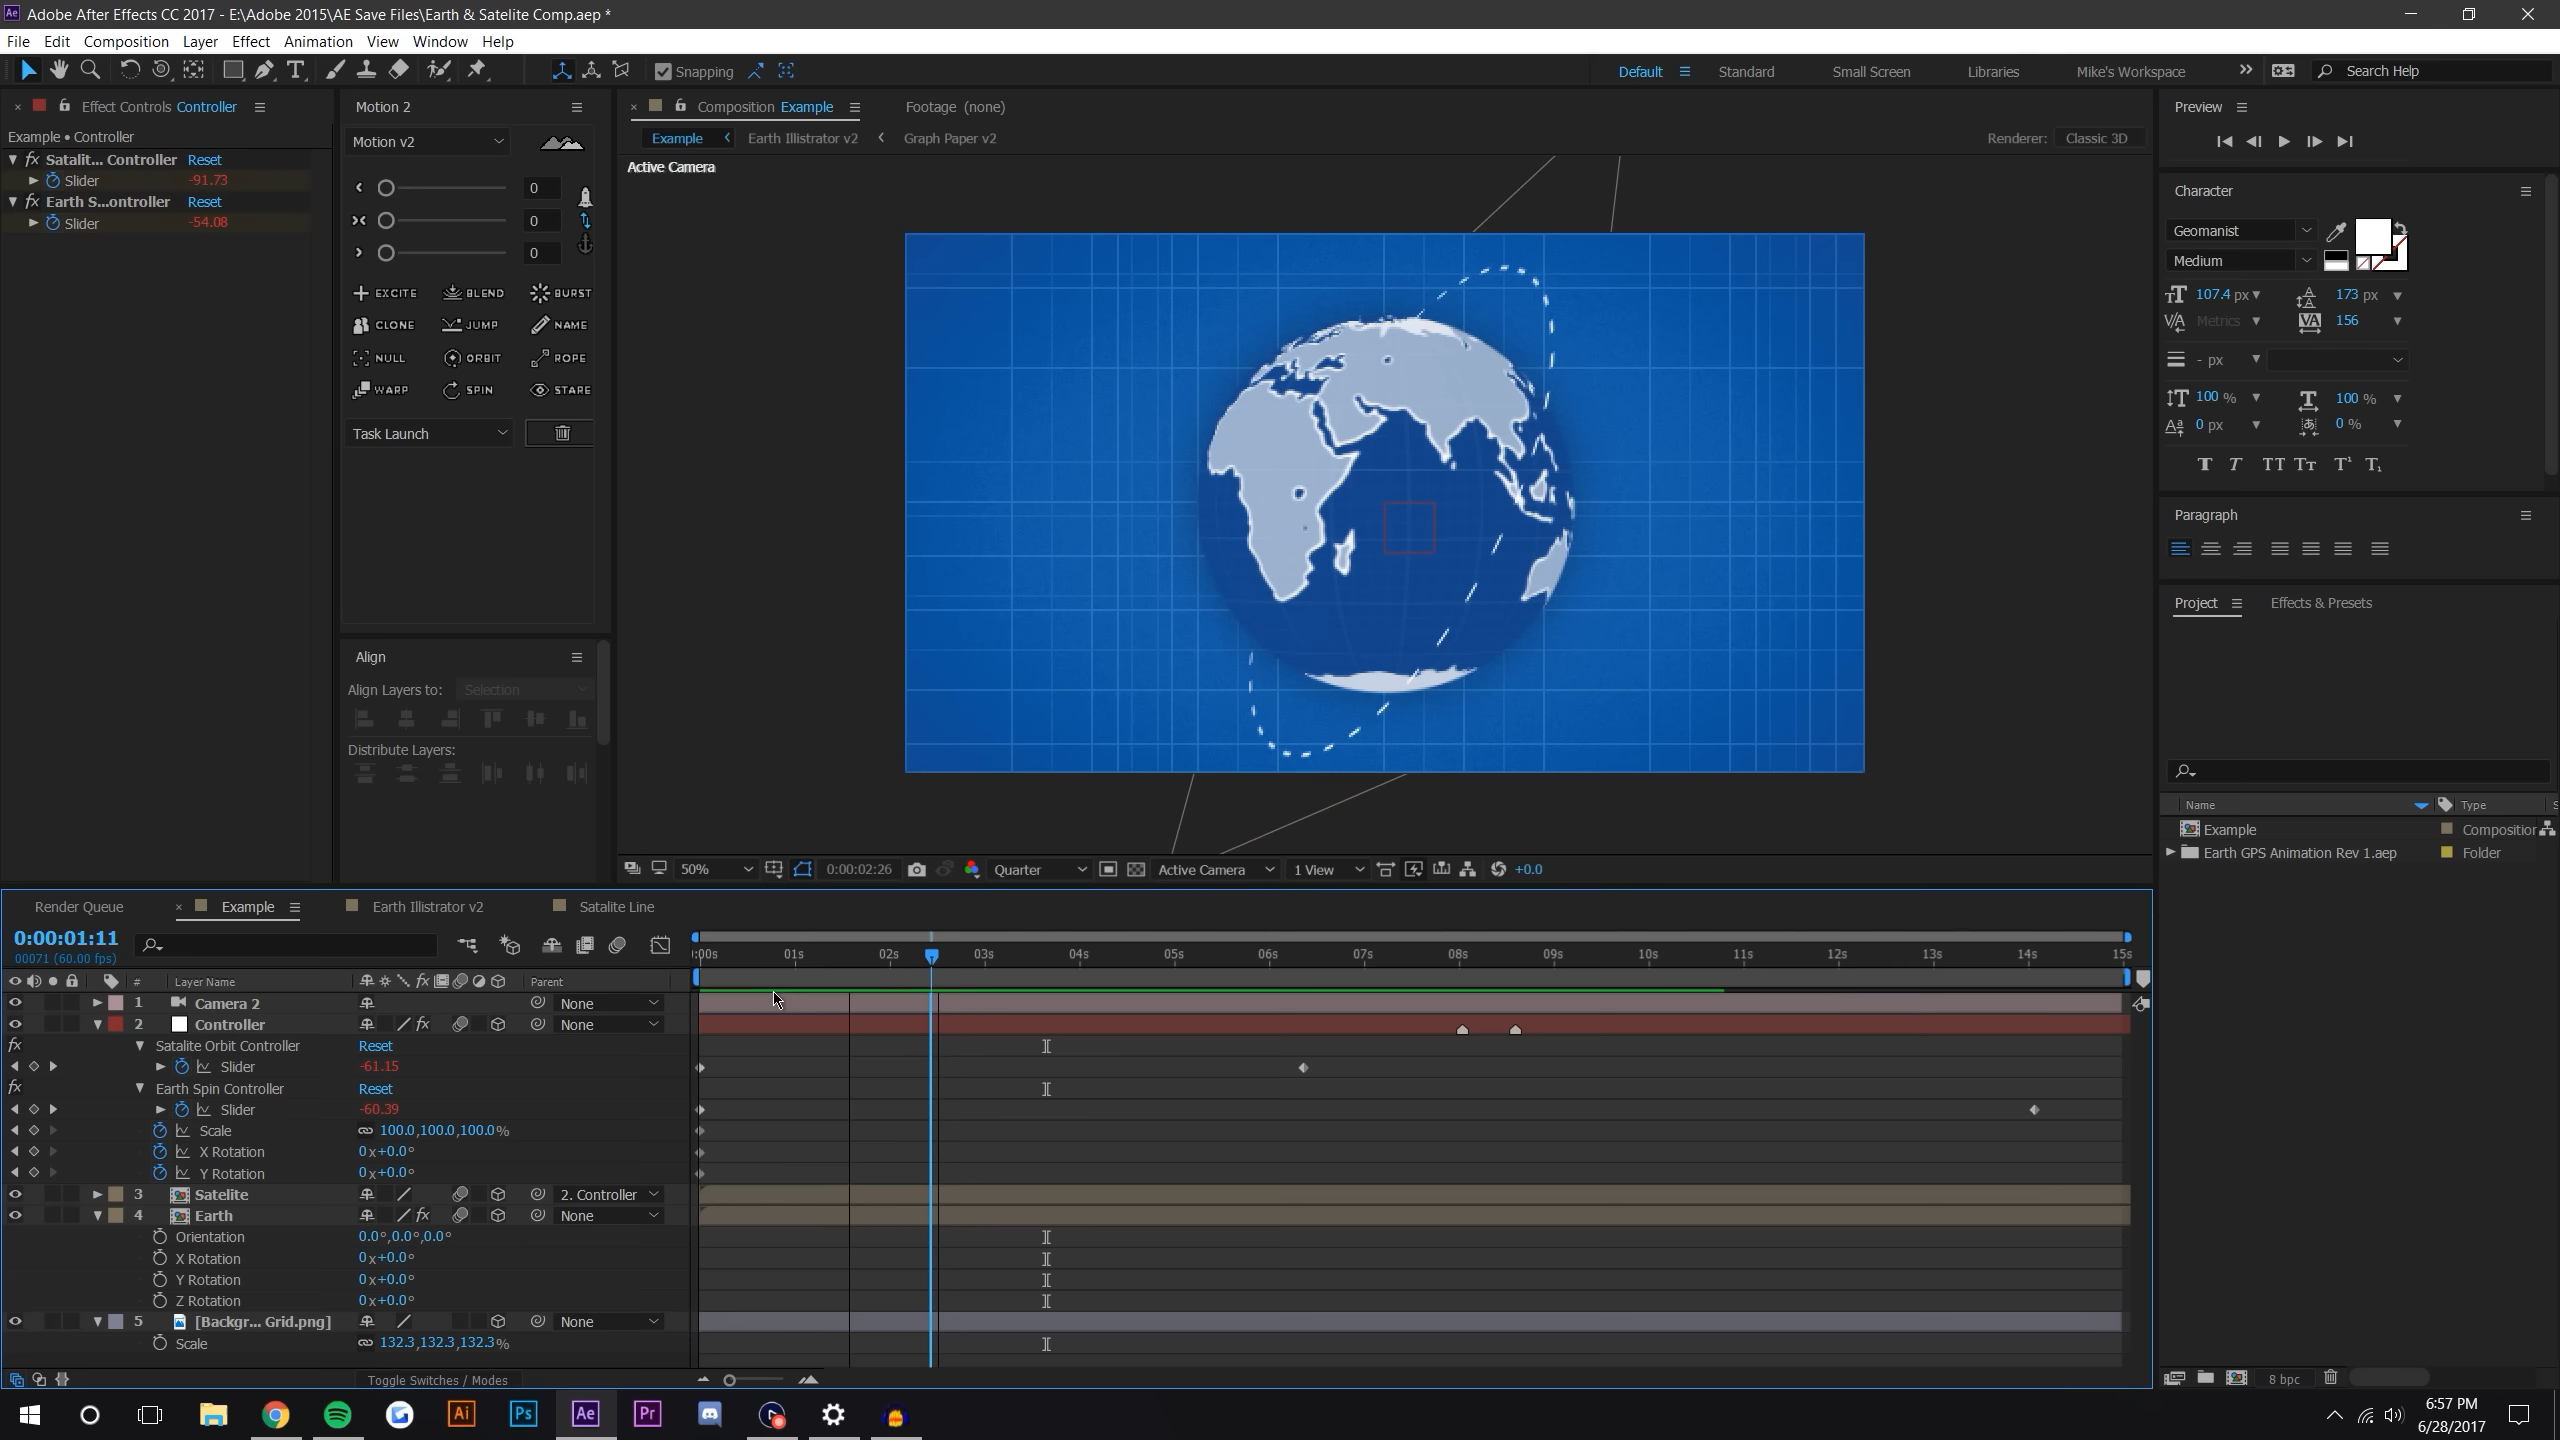 Adobe After Effects CC 2017 - E:\Adobe 2015\AE Save Files\Earth & Satelite Comp.aep *
File Edit Composition Layer Effect Animation View Window Help
Snapping
Default Standard Small Screen Libraries Mike's Workspace Search Help
Effect Controls Controller
Example • Controller
Satalit... Controller Reset
Slider -91.73
Earth S...ontroller Reset
Slider -54.08
Motion 2
Motion v2
0
0
0
EXCITE BLEND BURST
CLONE JUMP NAME
NULL ORBIT ROPE
WARP SPIN STARE
Task Launch
Align
Align Layers to: Selection
Distribute Layers:
Composition Example Footage (none)
Example Earth Illistrator v2 Graph Paper v2
Renderer: Classic 3D
Active Camera
50% 0:00:02:26 Quarter Active Camera 1 View +0.0
Preview
Character
Geomanist
Medium
107.4 px 173 px
Metrics 156
- px
100 % 100 %
0 px 0 %
Paragraph
Project Effects & Presets
Name Type
Example Composition
Earth GPS Animation Rev 1.aep Folder
8 bpc
Render Queue Example Earth Illistrator v2 Satalite Line
0:00:01:11
00071 (60.00 fps)
:00s 01s 02s 03s 04s 05s 06s 07s 08s 09s 10s 11s 12s 13s 14s 15s
# Layer Name Parent
1 Camera 2 None
2 Controller None
Satalite Orbit Controller Reset
Slider -61.15
Earth Spin Controller Reset
Slider -60.39
Scale 100.0,100.0,100.0%
X Rotation 0x+0.0°
Y Rotation 0x+0.0°
3 Satelite 2. Controller
4 Earth None
Orientation 0.0°,0.0°,0.0°
X Rotation 0x+0.0°
Y Rotation 0x+0.0°
Z Rotation 0x+0.0°
5 [Backgr... Grid.png] None
Scale 132.3,132.3,132.3%
Toggle Switches / Modes
6:57 PM
6/28/2017